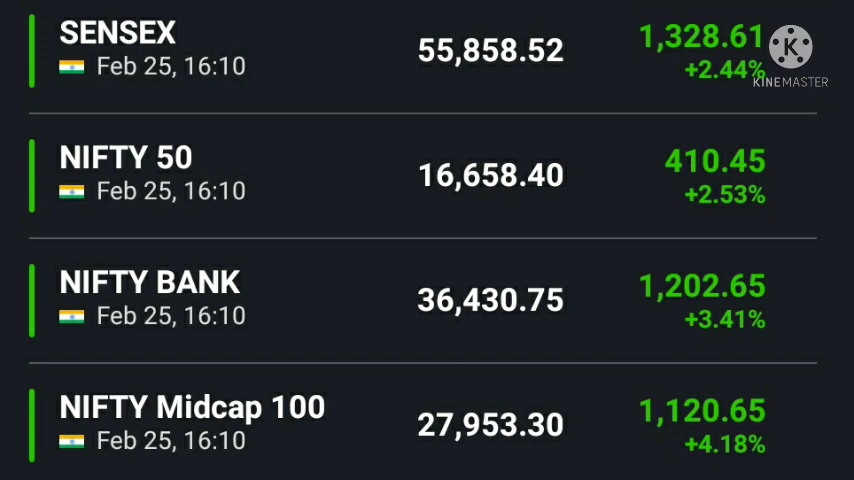 SENSEX
55,858.52
1,328.61
Feb 25, 16:10
+2.44%
K
KINEMASTER
NIFTY 50
16,658.40
410.45
Feb 25, 16:10
+2.53%
NIFTY BANK
36,430.75
1,202.65
Feb 25, 16:10
+3.41%
NIFTY Midcap 100
27,953.30
1,120.65
Feb 25, 16:10
+4.18%